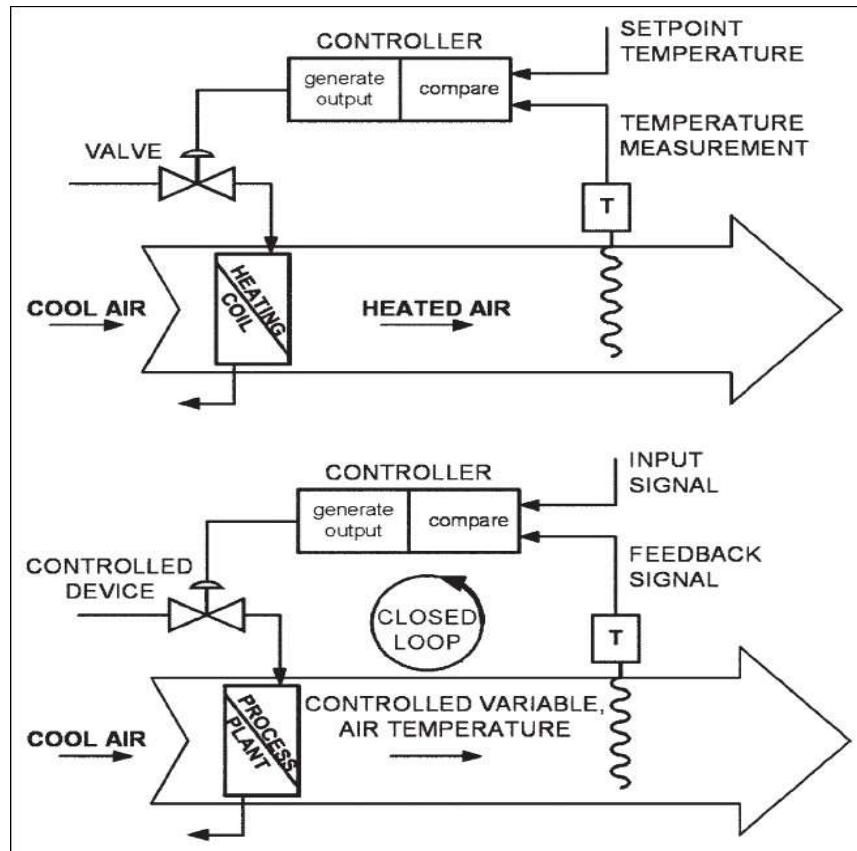 CONTROLLER
generate
output
compare
SETPOINT
TEMPERATURE
TEMPERATURE
MEASUREMENT
VALVE
T
HEATING
COIL
COOL AIR
HEATED AIR
CONTROLLER
generate
output
compare
INPUT
SIGNAL
FEEDBACK
SIGNAL
CONTROLLED
DEVICE
CLOSED
LOOP
T
PROCESS
PLANT
COOL AIR
CONTROLLED VARIABLE,
AIR TEMPERATURE